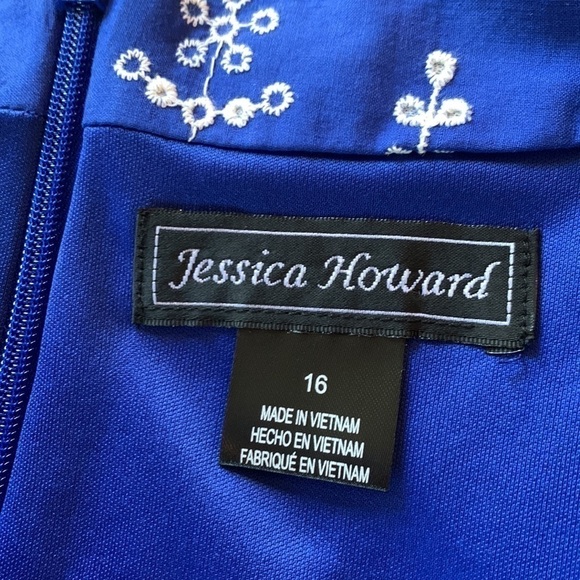 Jessica Howard
16
MADE IN VIETNAM
HECHO EN VIETNAM
FABRIQUÉ EN VIETNAM